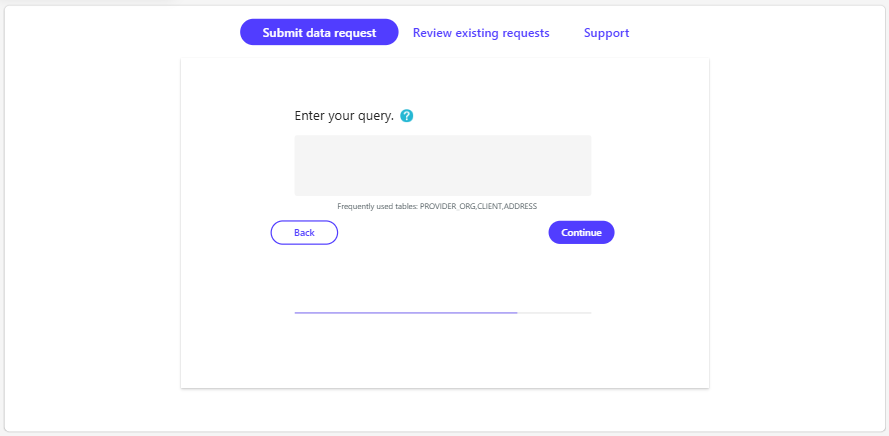 Submit data request Review existing requests Support
Enter your query. ?
Frequently used tables: PROVIDER_ORG,CLIENT,ADDRESS
Back Continue